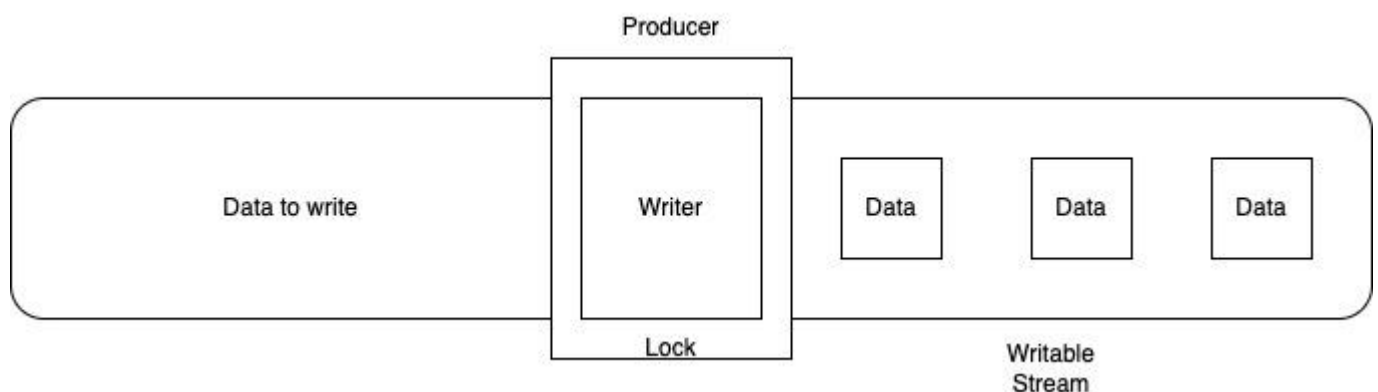 Producer
Data to write
Writer
Data
Data
Data
Lock
Writable
Stream